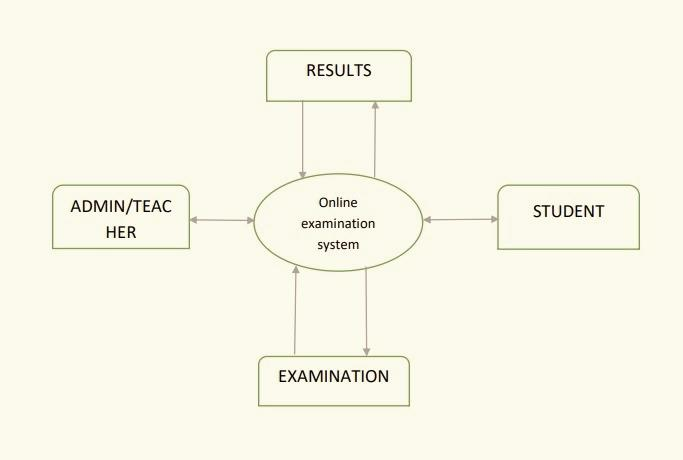 RESULTS
ADMIN/TEAC
HER
Online
examination
system
STUDENT
EXAMINATION